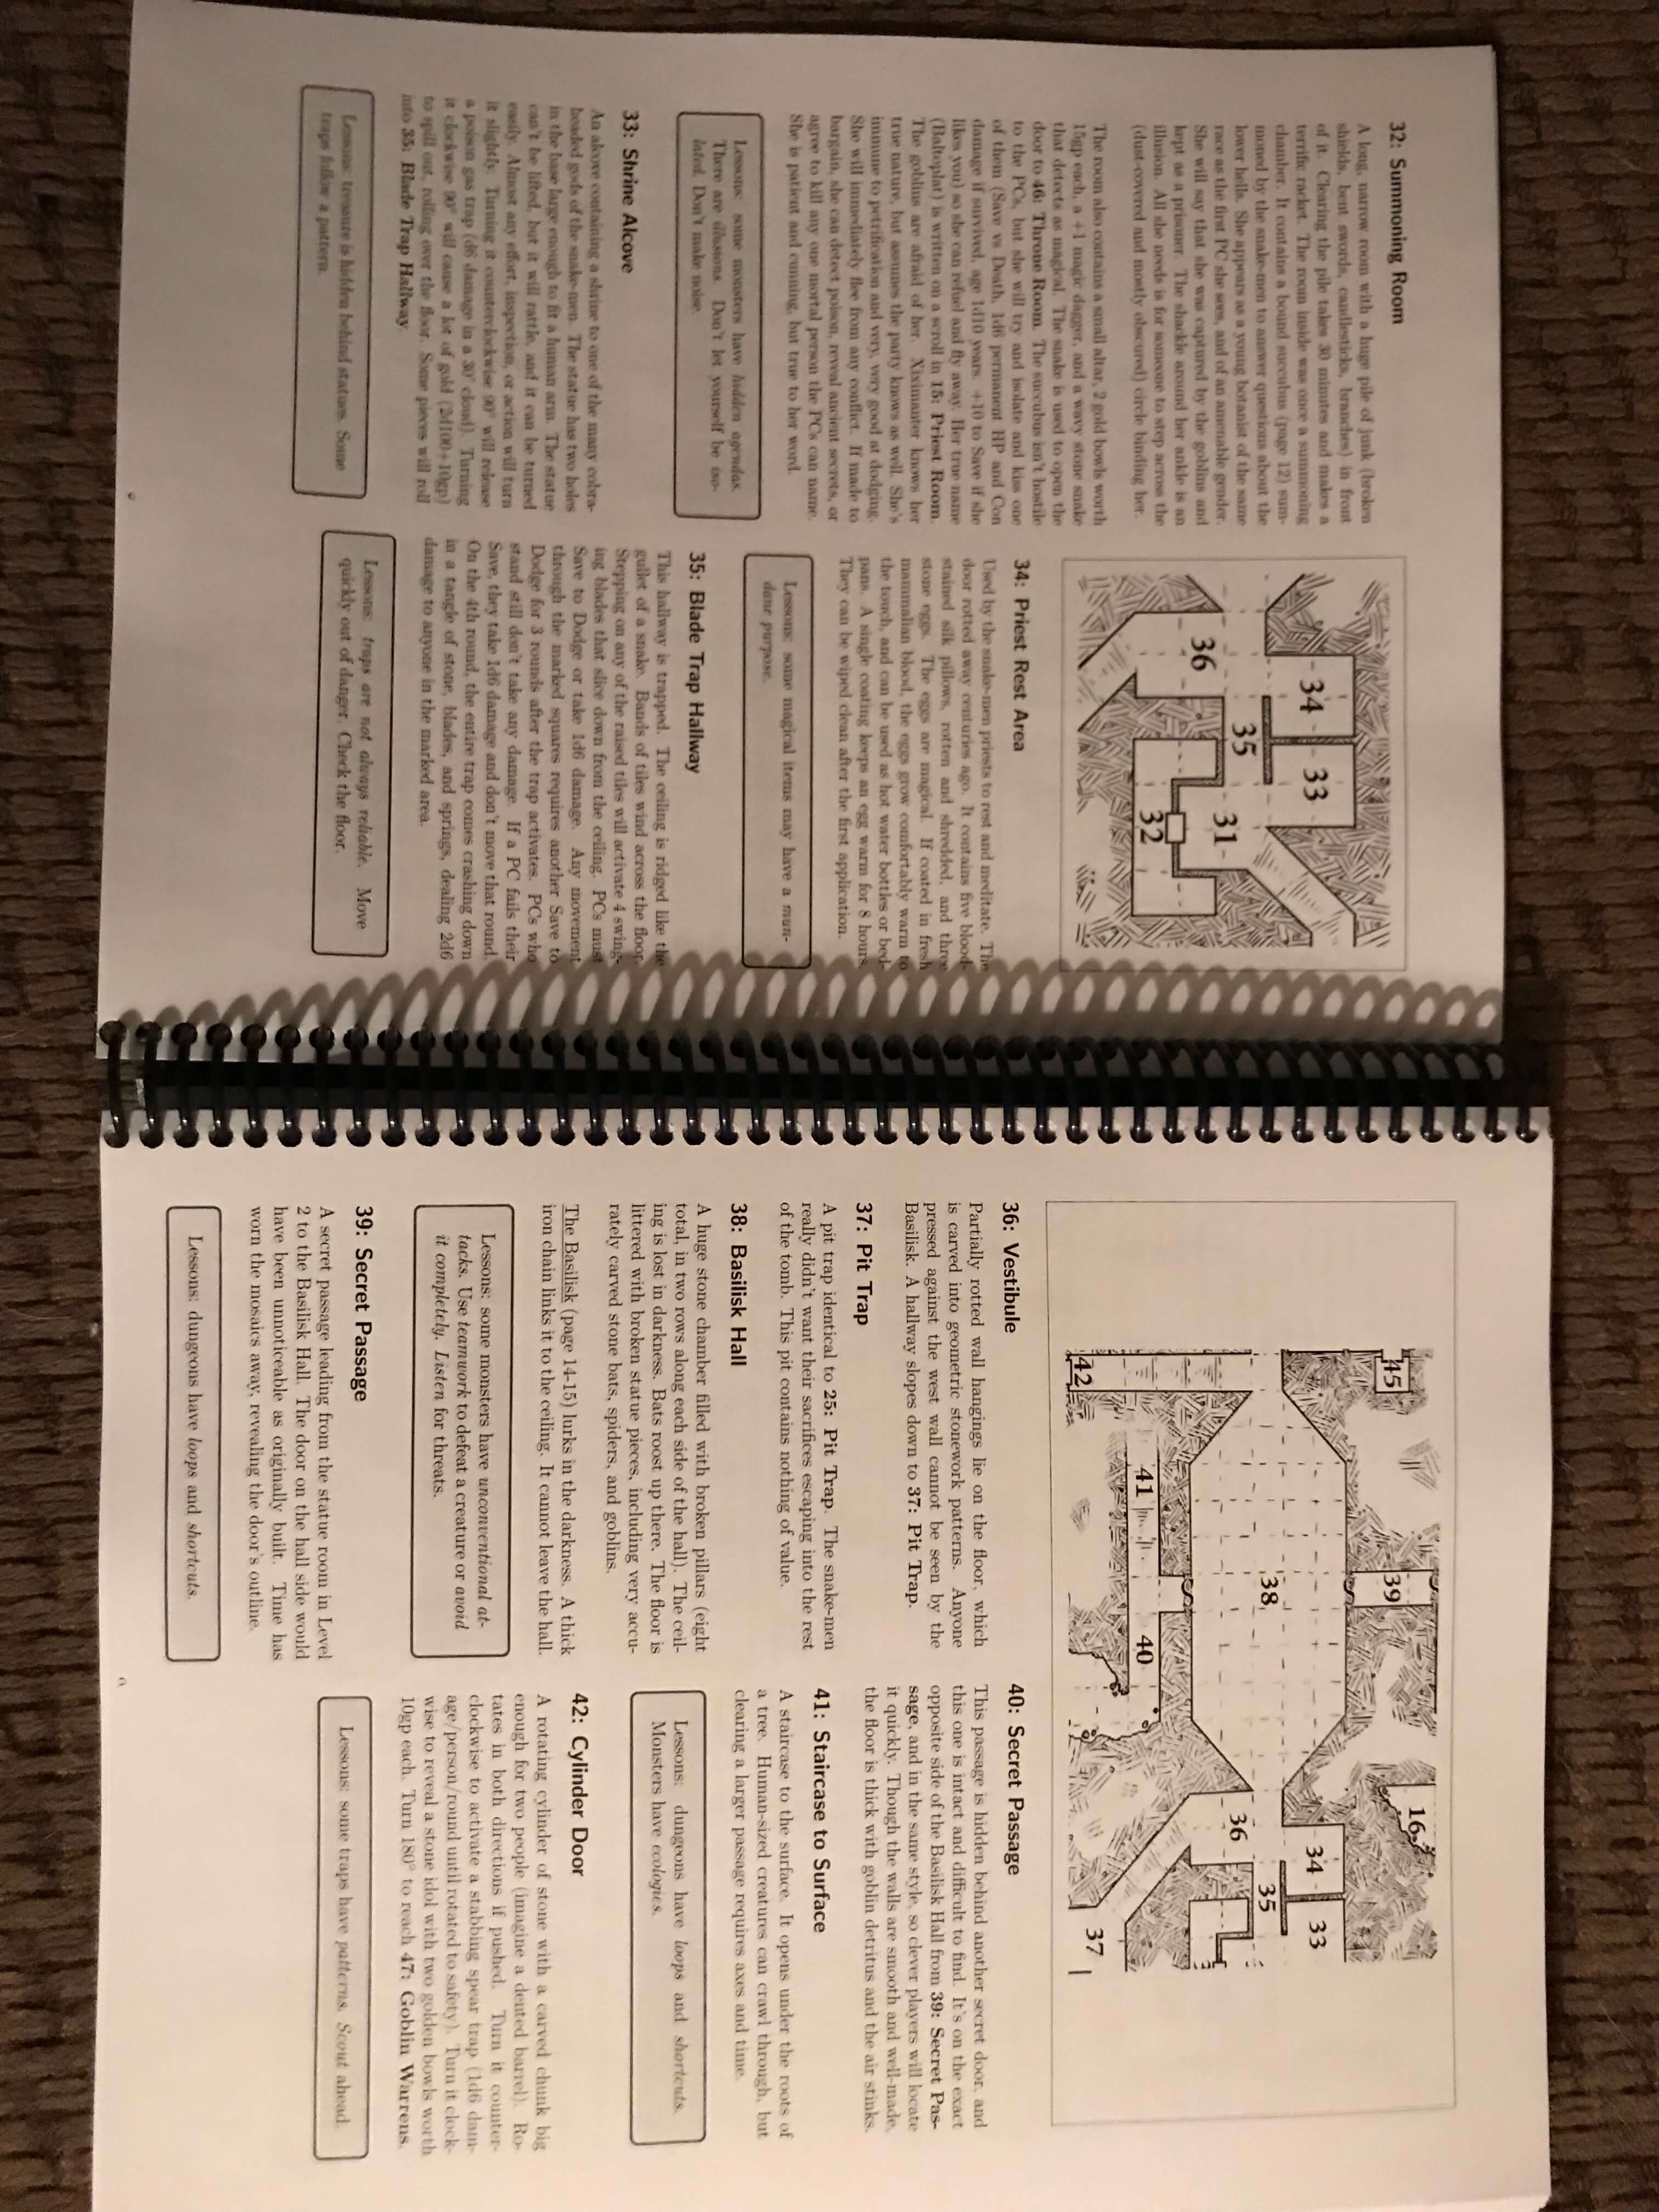 32: Summoning Room
A long, narrow room with a huge pile of junk (broken
shields, bent swords, candlesticks, branches) in front
of it. Clearing the pile takes 30 minutes and makes a
terrific racket. The room inside was once a summoning
chamber. It contains a bound succubus (page 12) sum-
moned by the snake-men to answer questions about the
lower hells. She appears as a young botanist of the same
race as the first PC she sees, and of an amenable gender.
She will say that she was captured by the goblins and
kept as a prisoner. The shackle around her ankle is an
illusion. All she needs is for someone to step across the
(dust-covered and mostly obscured) circle binding her.
The room also contains a small altar, 2 gold bowls worth
15gp each, a +1 magic dagger, and a wavy stone snake
that detects as magical. The snake is used to open the
door to 46: Throne Room. The succubus isn't hostile
to the PCs, but she will try and isolate and kiss one
of them (Save vs Death, 1d6 permanent HP and Con
damage if survived, age 1d10 years. +10 to Save if she
likes you) so she can refuel and fly away. Her true name
(Baltoplat) is written on a scroll in 15: Priest Room.
The goblins are afraid of her. Xiximanter knows her
true nature, but assumes the party knows as well. She's
immune to petrification and very, very good at dodging.
She will immediately flee from any conflict. If made to
bargain, she can detect poison, reveal ancient secrets, or
agree to kill any one mortal person the PCs can name.
She is patient and cunning, but true to her word.
Lessons: some monsters have hidden agendas.
There are illusions. Don't let yourself be iso-
lated. Don't make noise.
33: Shrine Alcove
An alcove containing a shrine to one of the many cobra-
headed gods of the snake-men. The statue has two holes
in the base large enough to fit a human arm. The statue
can't be lifted, but it will rattle, and it can be turned
easily. Almost any effort, inspection, or action will turn
it slightly. Turning it counterclockwise 90° will release
a poison gas trap (d6 damage in a 30' cloud). Turning
it clockwise 90° will cause a lot of gold (2d100+10gp)
to spill out, rolling over the floor. Some pieces will roll
into 35: Blade Trap Hallway.
Lessons: treasure is hidden behind statues. Some
traps follow a pattern.
34
33
36
35
31
32
34: Priest Rest Area
Used by the snake-men priests to rest and meditate. The
door rotted away centuries ago. It contains five blood-
stained silk pillows, rotten and shredded, and three
stone eggs. The eggs are magical. If coated in fresh
mammalian blood, the eggs grow comfortably warm to
the touch, and can be used as hot water bottles or bed-
pans. A single coating keeps an egg warm for 8 hours.
They can be wiped clean after the first application.
Lessons: some magical items may have a mun-
dane purpose.
35: Blade Trap Hallway
This hallway is trapped. The ceiling is ridged like the
gullet of a snake. Bands of tiles wind across the floor.
Stepping on any of the raised tiles will activate 4 swing-
ing blades that slice down from the ceiling. PCs must
Save to Dodge or take 1d6 damage. Any movement
through the marked squares requires another Save to
Dodge for 3 rounds after the trap activates. PCs who
stand still don't take any damage. If a PC fails their
Save, they take 1d6 damage and don't move that round.
On the 4th round, the entire trap comes crashing down
in a tangle of stone, blades, and springs, dealing 2d6
damage to anyone in the marked area.
Lessons: traps are not always reliable. Move
quickly out of danger. Check the floor.
45
39
16
34
33
38
35
36
41
40
42
37
36: Vestibule
Partially rotted wall hangings lie on the floor, which
is carved into geometric stonework patterns. Anyone
pressed against the west wall cannot be seen by the
Basilisk. A hallway slopes down to 37: Pit Trap.
37: Pit Trap
A pit trap identical to 25: Pit Trap. The snake-men
really didn't want their sacrifices escaping into the rest
of the tomb. This pit contains nothing of value.
38: Basilisk Hall
A huge stone chamber filled with broken pillars (eight
total, in two rows along each side of the hall). The ceil-
ing is lost in darkness. Bats roost up there. The floor is
littered with broken statue pieces, including very accu-
rately carved stone bats, spiders, and goblins.
The Basilisk (page 14-15) lurks in the darkness. A thick
iron chain links it to the ceiling. It cannot leave the hall.
Lessons: some monsters have unconventional at-
tacks. Use teamwork to defeat a creature or avoid
it completely. Listen for threats.
39: Secret Passage
A secret passage leading from the statue room in Level
2 to the Basilisk Hall. The door on the hall side would
have been unnoticeable as originally built. Time has
worn the mosaics away, revealing the door's outline.
Lessons: dungeons have loops and shortcuts.
40: Secret Passage
This passage is hidden behind another secret door, and
this one is intact and difficult to find. It's on the exact
opposite side of the Basilisk Hall from 39: Secret Pas-
sage, and in the same style, so clever players will locate
it quickly. Though the walls are smooth and well-made,
the floor is thick with goblin detritus and the air stinks.
41: Staircase to Surface
A staircase to the surface. It opens under the roots of
a tree. Human-sized creatures can crawl through, but
clearing a larger passage requires axes and time.
Lessons: dungeons have loops and shortcuts.
Monsters have ecologies.
42: Cylinder Door
A rotating cylinder of stone with a carved chunk big
enough for two people (imagine a dented barrel). Ro-
tates in both directions if pushed. Turn it counter-
clockwise to activate a stabbing spear trap (1d6 dam-
age/person/round until rotated to safety). Turn it clock-
wise to reveal a stone idol with two golden bowls worth
10gp each. Turn 180° to reach 47: Goblin Warrens.
Lessons: some traps have patterns. Scout ahead.